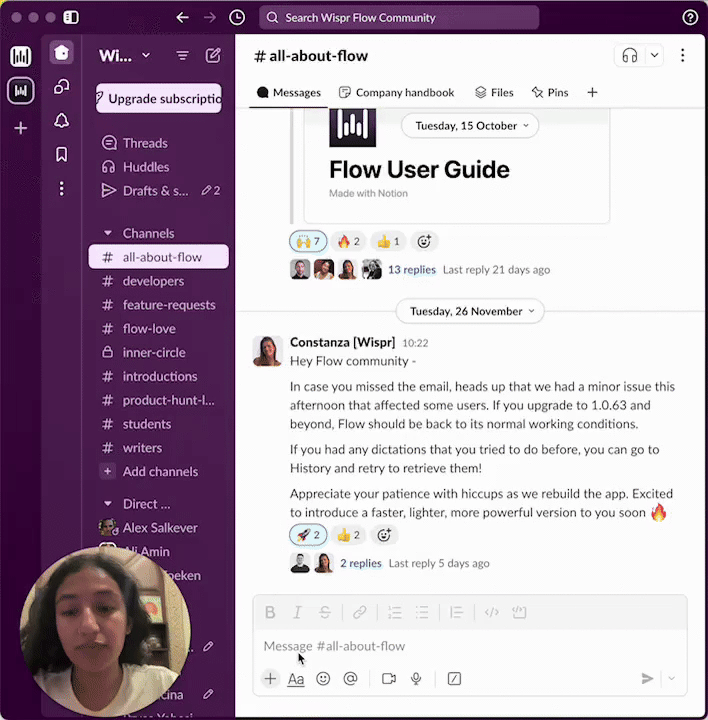 Search Wispr Flow Community
Wi...
Upgrade subscriptio
Threads
Huddles
Drafts & s... 2
Channels
# all-about-flow
# developers
# feature-requests
# flow-love
inner-circle
# introductions
# product-hunt-l...
# students
# writers
+ Add channels
Direct ...
Alex Salkever
Ali Amin
# all-about-flow
Messages Company handbook Files Pins +
Tuesday, 15 October
Flow User Guide
Made with Notion
7 2 1
13 replies Last reply 21 days ago
Tuesday, 26 November
Constanza [Wispr] 10:22
Hey Flow community -
In case you missed the email, heads up that we had a minor issue this
afternoon that affected some users. If you upgrade to 1.0.63 and
beyond, Flow should be back to its normal working conditions.
If you had any dictations that you tried to do before, you can go to
History and retry to retrieve them!
Appreciate your patience with hiccups as we rebuild the app. Excited
to introduce a faster, lighter, more powerful version to you soon 🔥
2 2
2 replies Last reply 5 days ago
B I S
Message #all-about-flow
+ Aa @